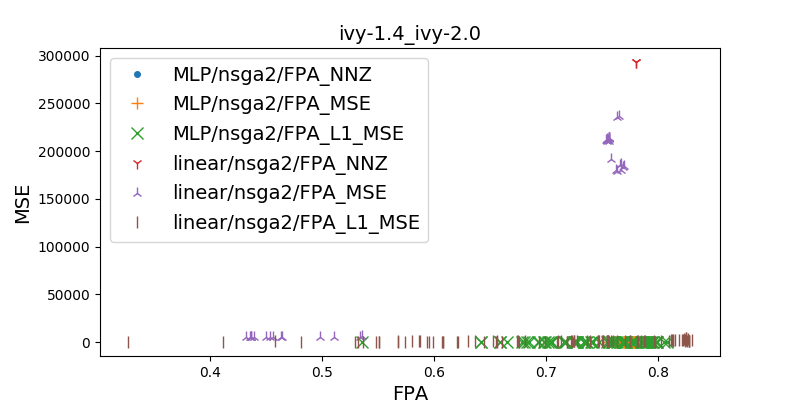 ivy-1.4_ivy-2.0
300000
250000
200000
150000
100000
50000
0
MSE
MLP/nsga2/FPA_NNZ
MLP/nsga2/FPA_MSE
MLP/nsga2/FPA_L1_MSE
linear/nsga2/FPA_NNZ
linear/nsga2/FPA_MSE
linear/nsga2/FPA_L1_MSE
0.4 0.5 0.6 0.7 0.8
FPA